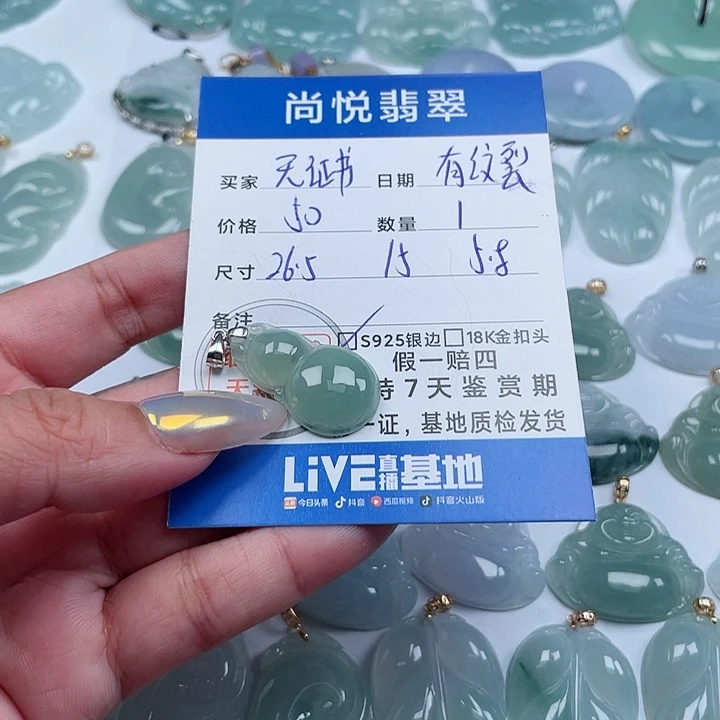 尚悦翡翠
买家 无证书 日期 有纹裂
价格 50 数量 1
尺寸 26.5 15 5.8
备注
S925银边 18K金扣头
假一赔四
天 持7天鉴赏期
一证，基地质检发货
LiVE直播基地
今日头条 抖音 西瓜视频 抖音火山版